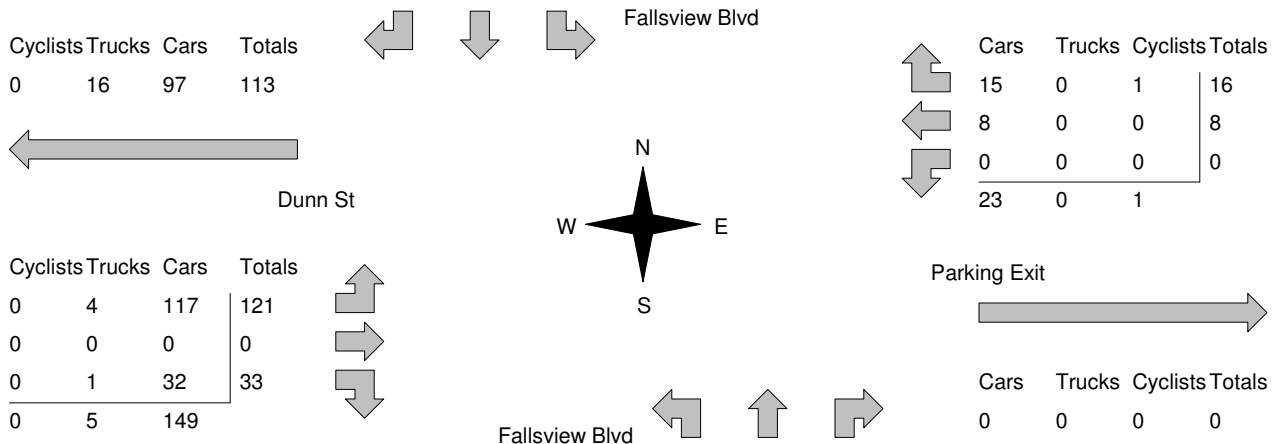 Fallsview Blvd
Cyclists Trucks Cars Totals
0 16 97 113
Cars Trucks Cyclists Totals
15 0 1 16
8 0 0 8
0 0 0 0
23 0 1
N
W E
S
Dunn St
Cyclists Trucks Cars Totals
0 4 117 121
0 0 0 0
0 1 32 33
0 5 149
Parking Exit
Cars Trucks Cyclists Totals
0 0 0 0
Fallsview Blvd